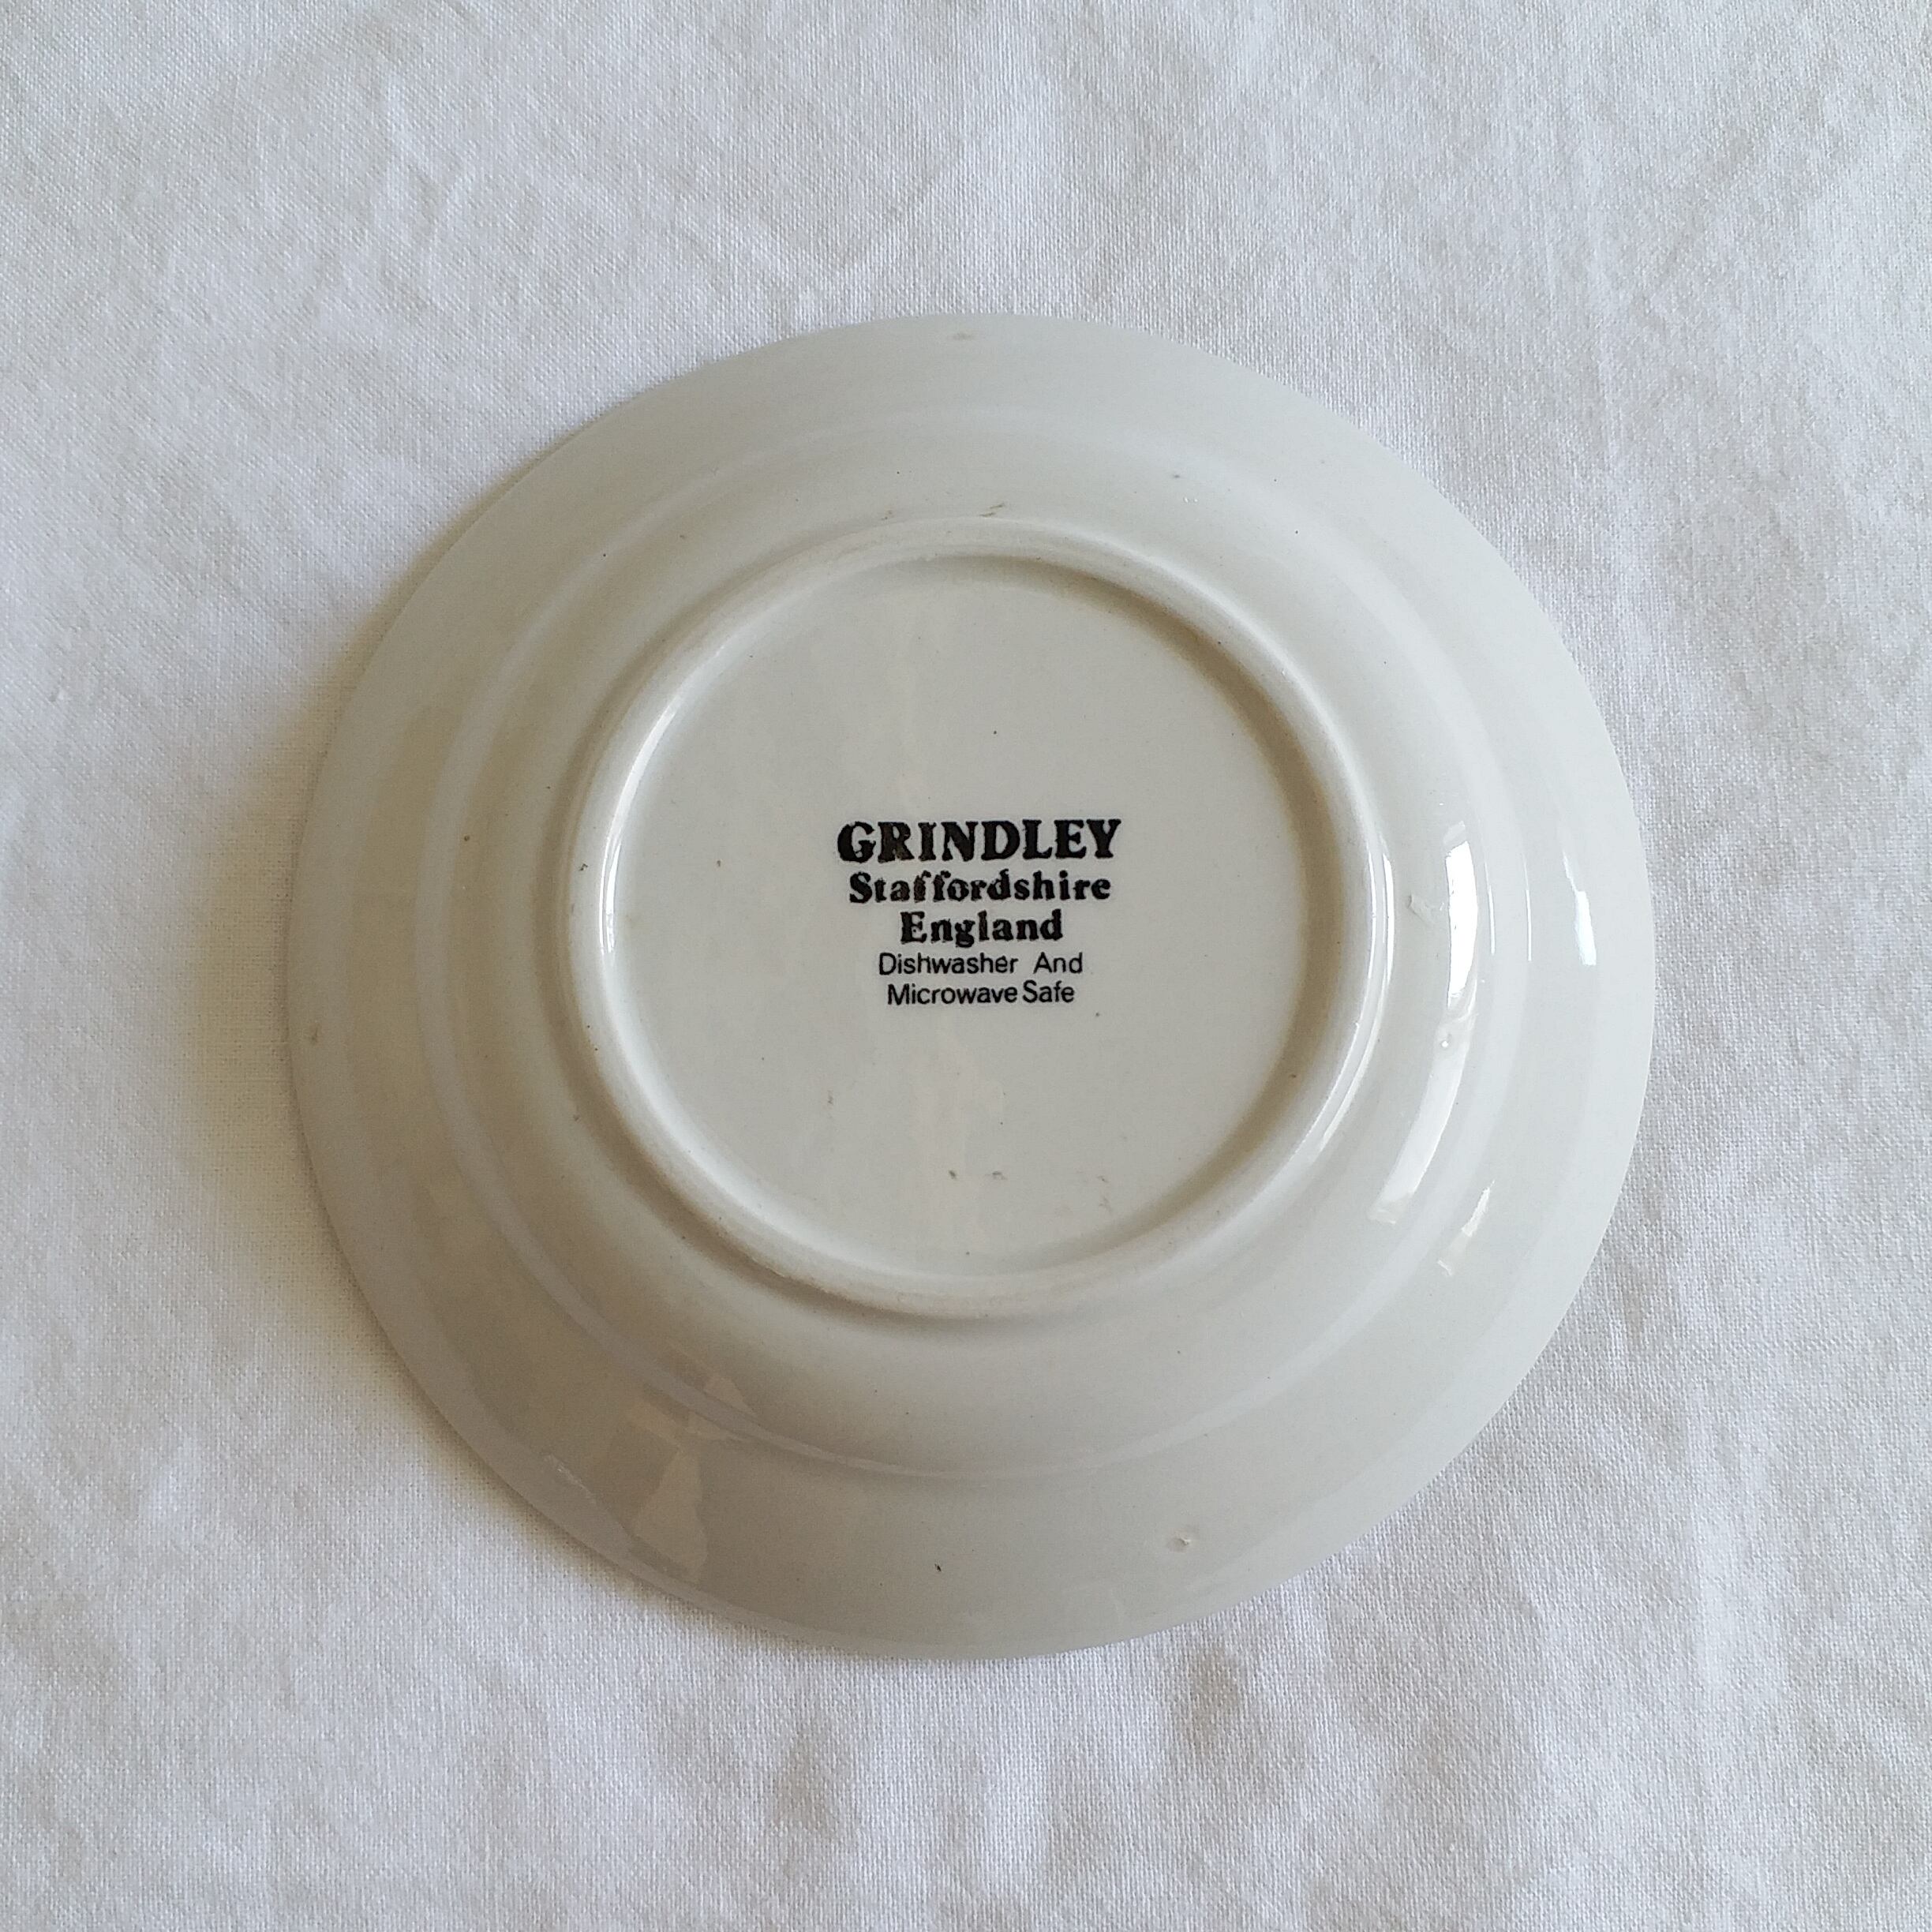 GRINDLEY
Staffordshire
England
Dishwasher And
Microwave Safe